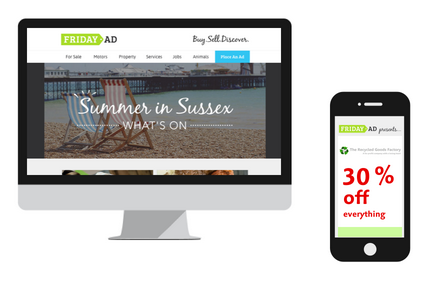 FRIDAY AD
Buy. Sell. Discover.
For Sale Motors Property Services Jobs Animals Place an Ad
Summer in Sussex
WHAT'S ON
FRIDAY AD presents...
The Recycled Goods Factory
30%
off
everything